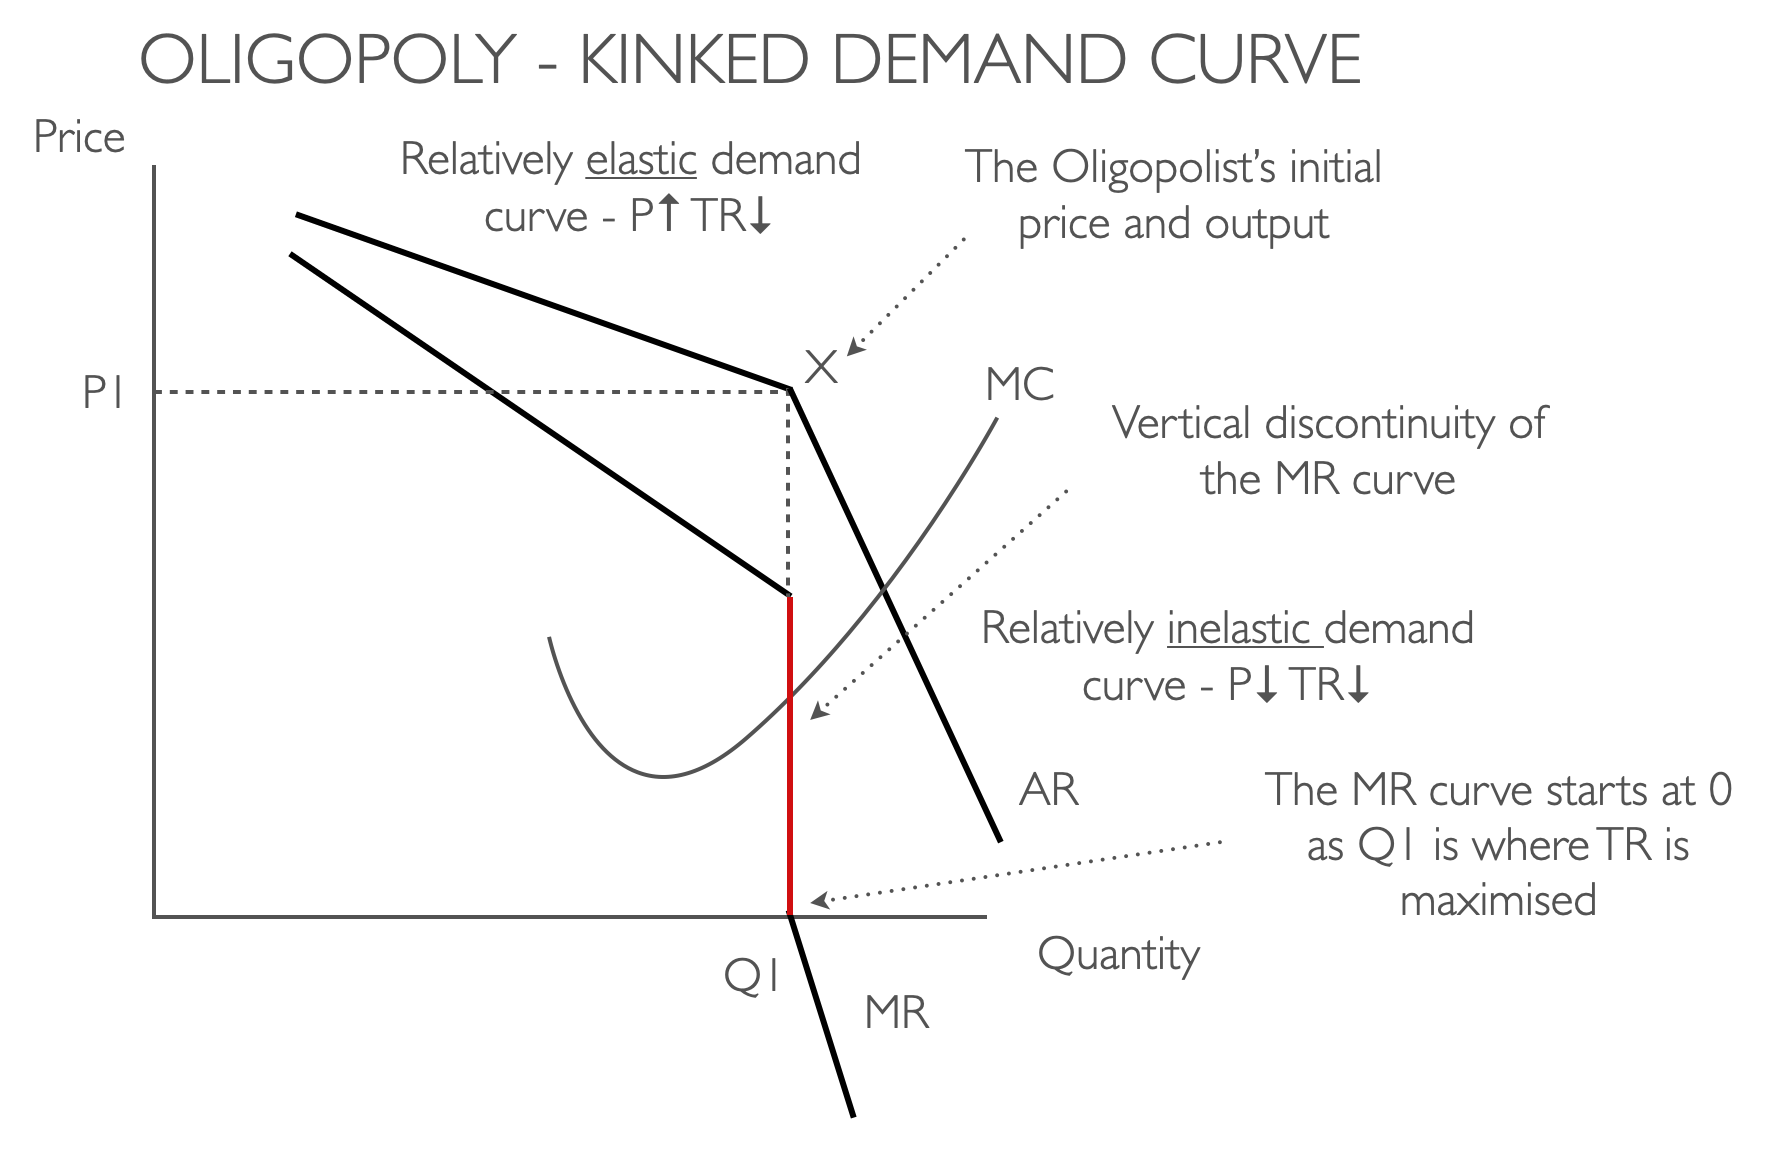 OLIGOPOLY - KINKED DEMAND CURVE
Price
Relatively elastic demand
curve - P↑ TR↓
The Oligopolist’s initial
price and output
X
P1
MC
Vertical discontinuity of
the MR curve
Relatively inelastic demand
curve - P↓ TR↓
AR
The MR curve starts at 0
as Q1 is where TR is
maximised
Q1
Quantity
MR